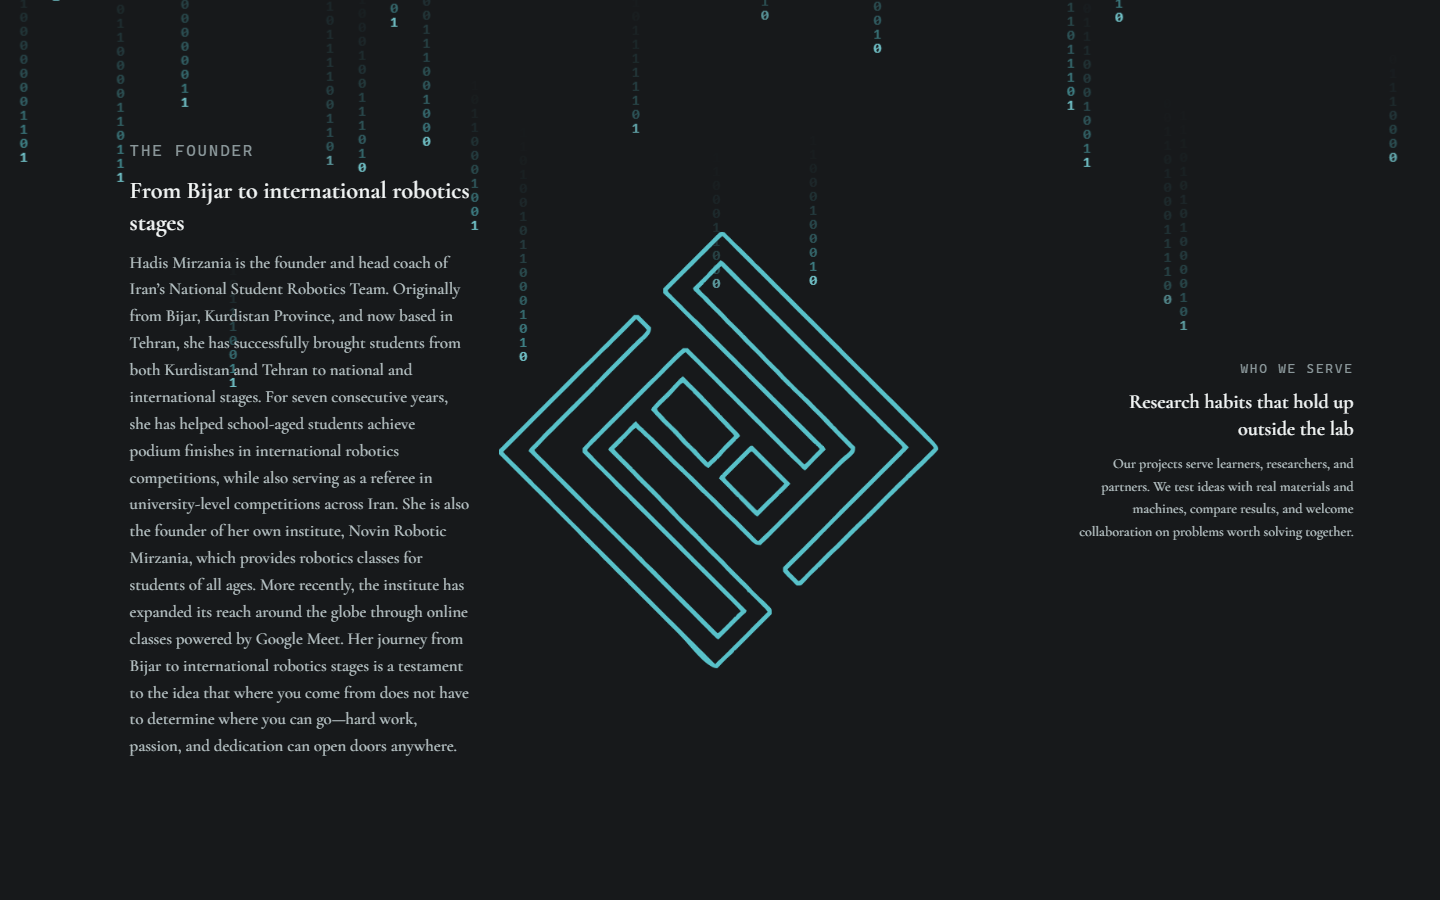 THE FOUNDER
From Bijar to international robotics
stages
Hadis Mirzania is the founder and head coach of
Iran’s National Student Robotics Team. Originally
from Bijar, Kurdistan Province, and now based in
Tehran, she has successfully brought students from
both Kurdistan and Tehran to national and
international stages. For seven consecutive years,
she has helped school-aged students achieve
podium finishes in international robotics
competitions, while also serving as a referee in
university-level competitions across Iran. She is also
the founder of her own institute, Novin Robotic
Mirzania, which provides robotics classes for
students of all ages. More recently, the institute has
expanded its reach around the globe through online
classes powered by Google Meet. Her journey from
Bijar to international robotics stages is a testament
to the idea that where you come from does not have
to determine where you can go—hard work,
passion, and dedication can open doors anywhere.
WHO WE SERVE
Research habits that hold up
outside the lab
Our projects serve learners, researchers, and
partners. We test ideas with real materials and
machines, compare results, and welcome
collaboration on problems worth solving together.